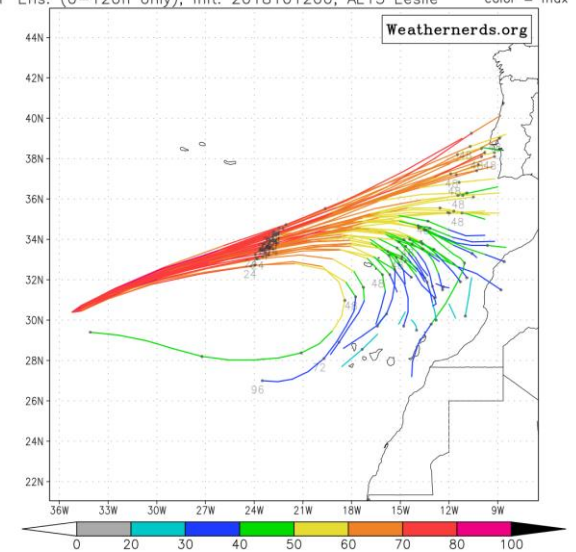 Ens. (0-120h only), Init: 2018101200, AL13 Leslie
Weathernerds.org
44N
42N
40N
38N
36N
34N
32N
30N
28N
26N
24N
22N
48
48
48
24
48
72
96
36W 33W 30W 27W 24W 21W 18W 15W 12W 9W
0 20 30 40 50 60 70 80 100